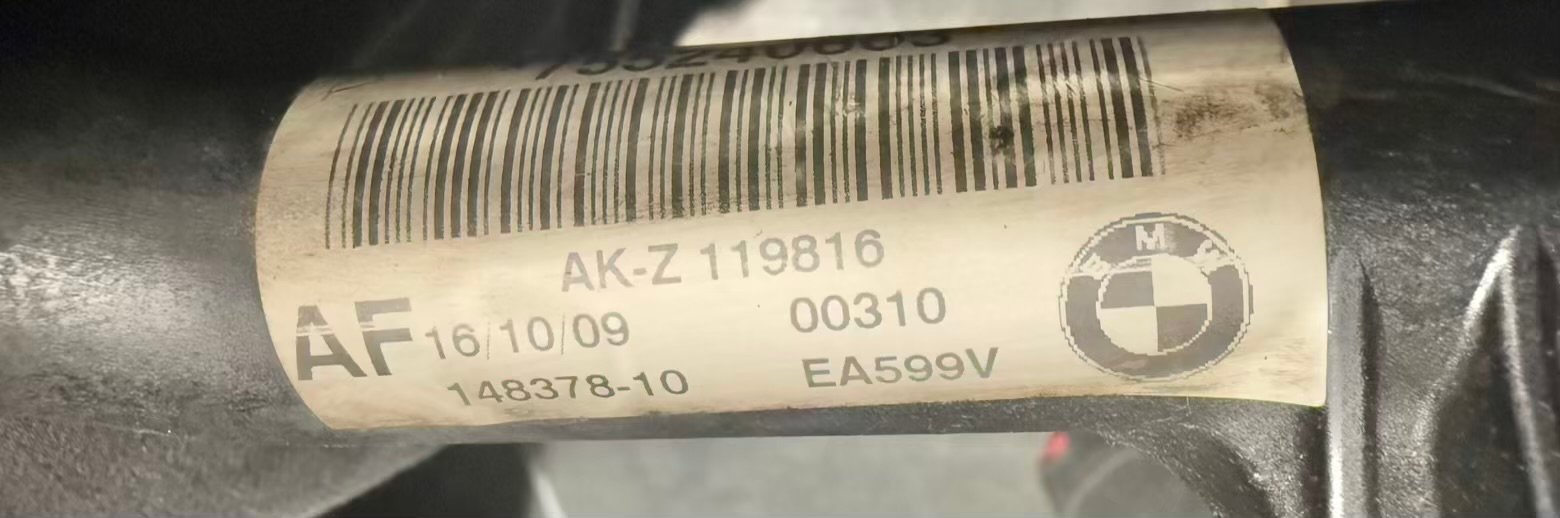 AK-Z 119816
AF 16/10/09 00310
148378-10 EA599V
BMW